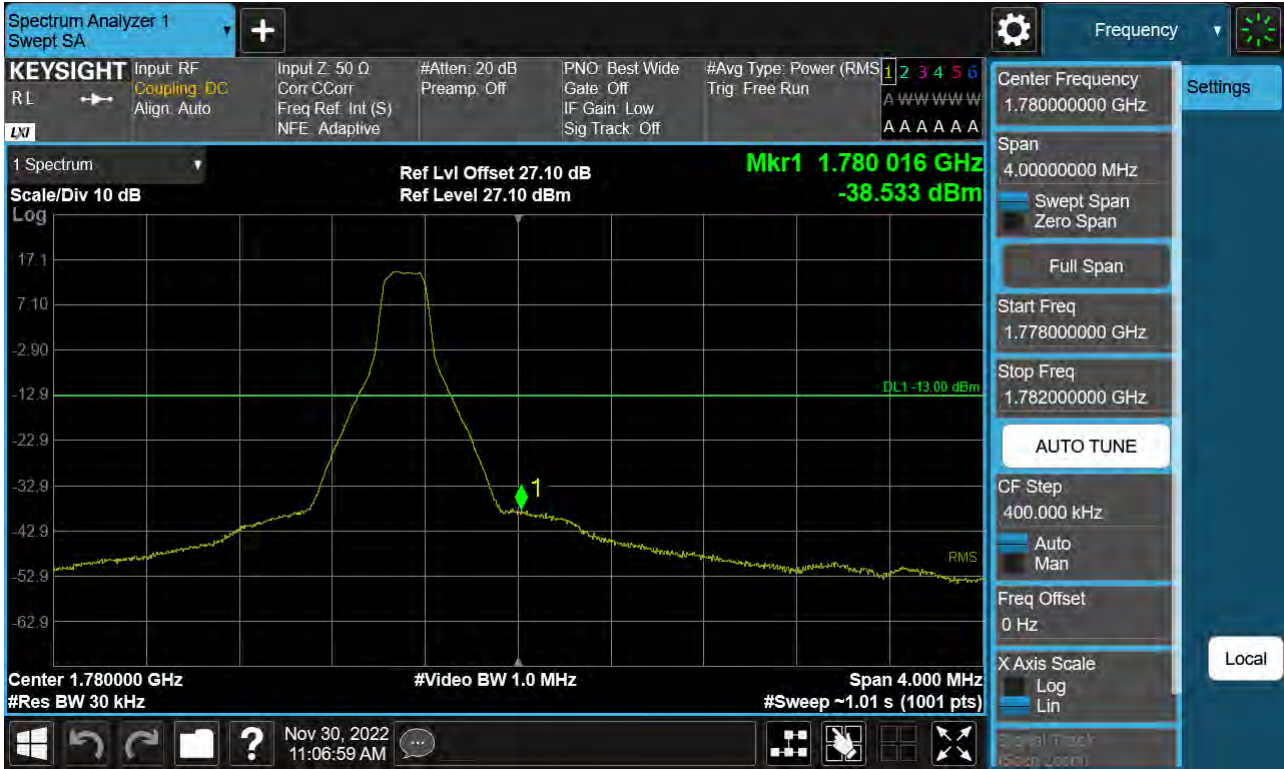 Spectrum Analyzer 1
Swept SA
+
Frequency
KEYSIGHT
RL
LXI
Input: RF
Coupling: DC
Align: Auto
Input Z: 50 Ω
Corr CCorr
Freq Ref: Int (S)
NFE: Adaptive
#Atten: 20 dB
Preamp: Off
PNO: Best Wide
Gate: Off
IF Gain: Low
Sig Track: Off
#Avg Type: Power (RMS
Trig: Free Run
1 2 3 4 5 6
A W W W W W
A A A A A A
1 Spectrum
Scale/Div 10 dB
Log
Ref Lvl Offset 27.10 dB
Ref Level 27.10 dBm
Mkr1 1.780 016 GHz
-38.533 dBm
17.1
7.10
-2.90
-12.9
-22.9
-32.9
-42.9
-52.9
-62.9
DL1 -13.00 dBm
1
RMS
Center 1.780000 GHz
#Res BW 30 kHz
#Video BW 1.0 MHz
Span 4.000 MHz
#Sweep ~1.01 s (1001 pts)
Center Frequency
1.780000000 GHz
Span
4.00000000 MHz
Swept Span
Zero Span
Full Span
Start Freq
1.778000000 GHz
Stop Freq
1.782000000 GHz
AUTO TUNE
CF Step
400.000 kHz
Auto
Man
Freq Offset
0 Hz
X Axis Scale
Log
Lin
Signal Track
(Span Zoom)
Settings
Local
?
Nov 30, 2022
11:06:59 AM